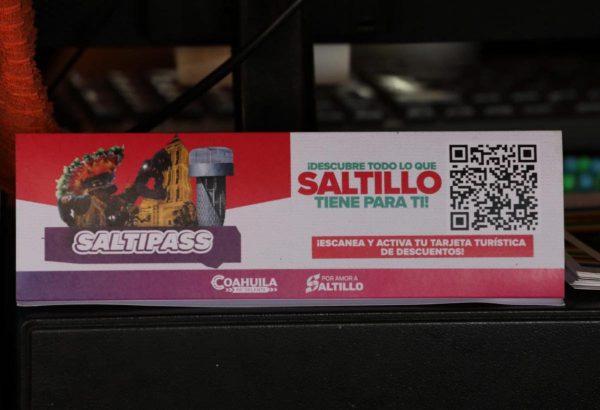 ¡DESCUBRE TODO LO QUE
SALTILLO
TIENE PARA TI!
SALTIPASS
¡ESCANEA Y ACTIVA TU TARJETA TURÍSTICA
DE DESCUENTOS!
COAHUILA
POR AMOR A
SALTILLO